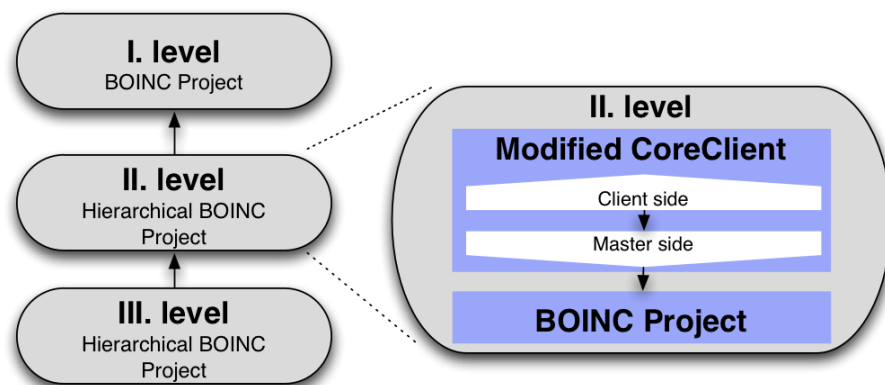 I. level
BOINC Project
II. level
Hierarchical BOINC
Project
III. level
Hierarchical BOINC
Project
II. level
Modified CoreClient
Client side
Master side
BOINC Project